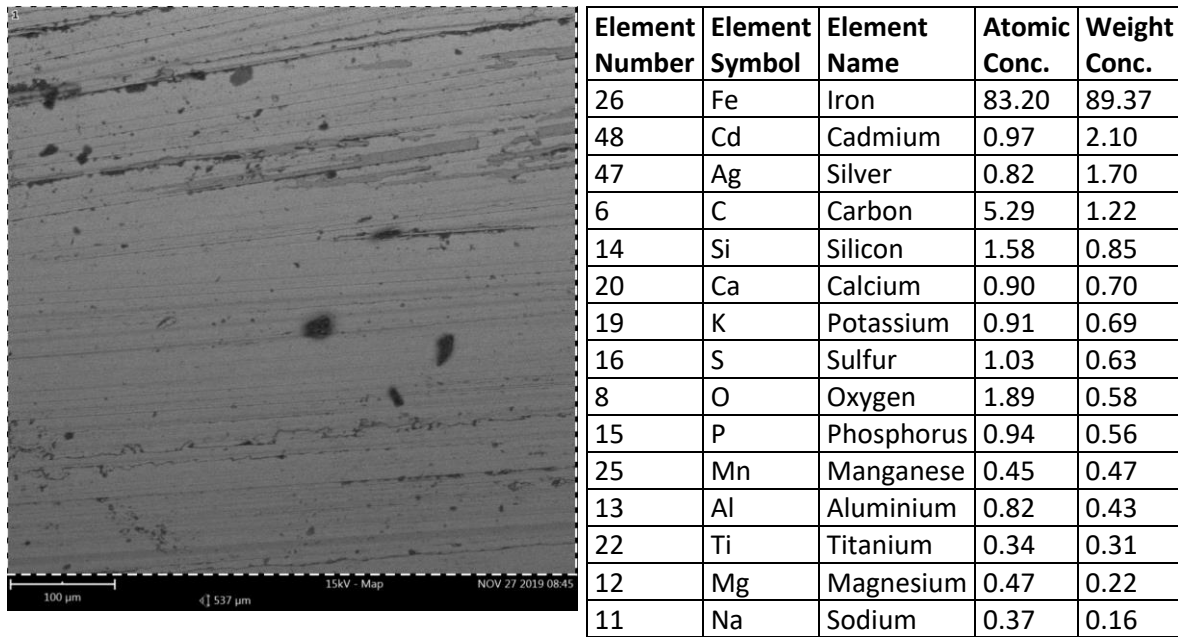 1
15kV - Map
NOV 27 2019 08:45
100 µm
537 µm
Element Number Element Symbol Element Name Atomic Conc. Weight Conc.
26 Fe Iron 83.20 89.37
48 Cd Cadmium 0.97 2.10
47 Ag Silver 0.82 1.70
6 C Carbon 5.29 1.22
14 Si Silicon 1.58 0.85
20 Ca Calcium 0.90 0.70
19 K Potassium 0.91 0.69
16 S Sulfur 1.03 0.63
8 O Oxygen 1.89 0.58
15 P Phosphorus 0.94 0.56
25 Mn Manganese 0.45 0.47
13 Al Aluminium 0.82 0.43
22 Ti Titanium 0.34 0.31
12 Mg Magnesium 0.47 0.22
11 Na Sodium 0.37 0.16